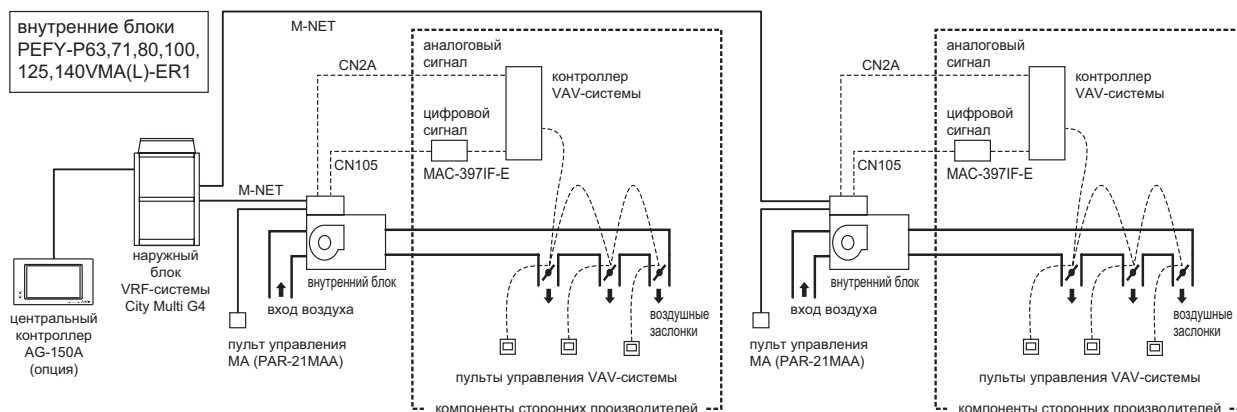 внутренние блоки
PEFY-P63,71,80,100,
125,140VMA(L)-ER1
M-NET
аналоговый
сигнал
CN2A
контроллер
VAV-системы
цифровой
сигнал
CN105
MAC-397IF-E
M-NET
наружный
блок
VRF-системы
City Multi G4
внутренний блок
вход воздуха
воздушные
заслонки
центральный
контроллер
AG-150A
(опция)
пульт управления
MA (PAR-21MAA)
пульты управления VAV-системы
компоненты сторонних производителей
аналоговый
сигнал
CN2A
контроллер
VAV-системы
цифровой
сигнал
CN105
MAC-397IF-E
внутренний блок
вход воздуха
воздушные
заслонки
пульт управления
MA (PAR-21MAA)
пульты управления VAV-системы
компоненты сторонних производителей